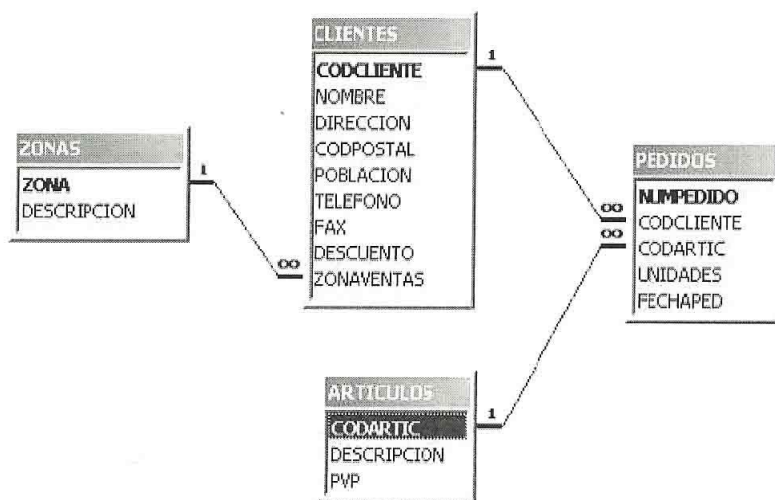 CLIENTES
CODCLIENTE
NOMBRE
DIRECCION
CODPOSTAL
POBLACION
TELEFONO
FAX
DESCUENTO
ZONAVENTAS
ZONAS
ZONA
DESCRIPCION
PEDIDOS
NUMPEDIDO
CODCLIENTE
CODARTIC
UNIDADES
FECHAPED
ARTICULOS
CODARTIC
DESCRIPCION
PVP
1
∞
1
∞
∞
1